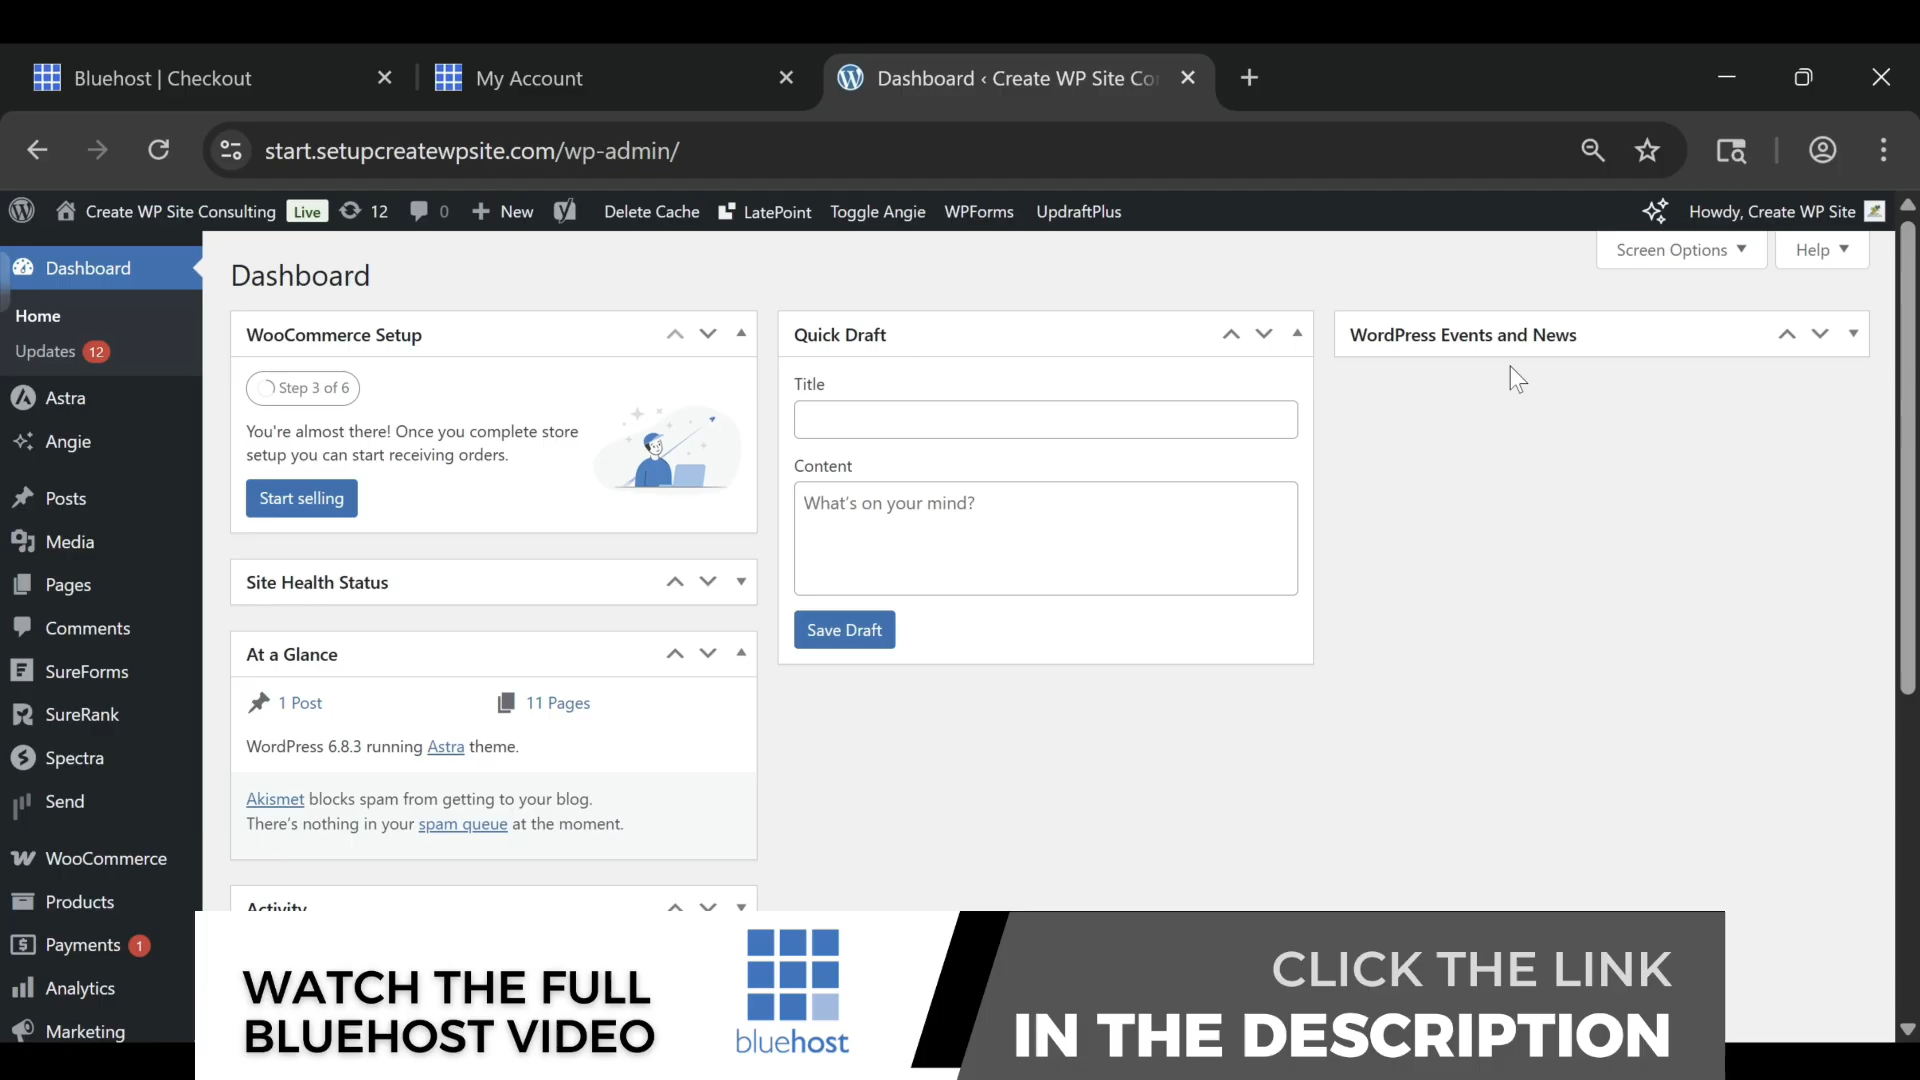 Bluehost | Checkout
My Account
Dashboard ‹ Create WP Site Co
start.setupcreatewpsite.com/wp-admin/
Create WP Site Consulting
Live
12
0
New
Delete Cache
LatePoint
Toggle Angie
WPForms
UpdraftPlus
Howdy, Create WP Site
Screen Options
Help
Dashboard
Home
Updates 12
Astra
Angie
Posts
Media
Pages
Comments
SureForms
SureRank
Spectra
Send
WooCommerce
Products
Payments 1
Analytics
Marketing
Dashboard
WooCommerce Setup
Step 3 of 6
You're almost there! Once you complete store
setup you can start receiving orders.
Start selling
Site Health Status
At a Glance
1 Post
11 Pages
WordPress 6.8.3 running Astra theme.
Akismet blocks spam from getting to your blog.
There's nothing in your spam queue at the moment.
Activity
Quick Draft
Title
Content
What's on your mind?
Save Draft
WordPress Events and News
WATCH THE FULL
BLUEHOST VIDEO
bluehost
CLICK THE LINK
IN THE DESCRIPTION